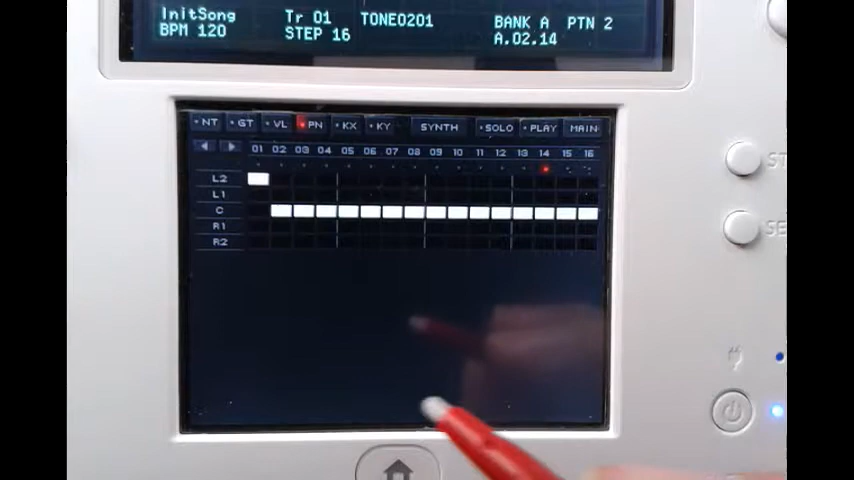 InitSong Tr 01 TONE0201 BANK A PTN 2
BPM 120 STEP 16 A.02.14
NT GT VL PN KX KY SYNTH SOLO PLAY MAIN
01 02 03 04 05 06 07 08 09 10 11 12 13 14 15 16
L2
L1
C
R1
R2
ST
SE